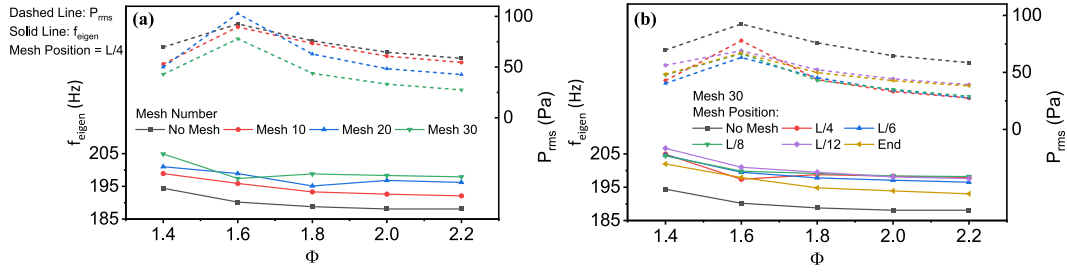 Dashed Line: P_rms
Solid Line: f_eigen
Mesh Position = L/4
(a)
f_eigen (Hz)
205
195
185
100
50
0
P_rms (Pa)
Mesh Number
No Mesh Mesh 10 Mesh 20 Mesh 30
1.4 1.6 1.8 2.0 2.2
Φ
(b)
f_eigen (Hz)
205
195
185
100
50
0
P_rms (Pa)
Mesh 30
Mesh Position:
No Mesh L/4 L/6
L/8 L/12 End
1.4 1.6 1.8 2.0 2.2
Φ